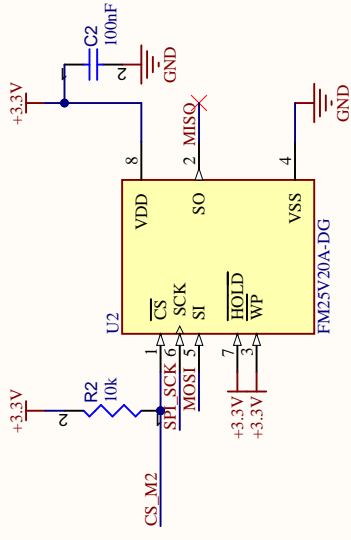 +3.3V
+3.3V
1
C2
100nF
2
GND
R2
10k
2
1
U2
CS_M2
SPI_SCK
MOSI
1
6
5
7
3
+3.3V
+3.3V
CS
SCK
SI
HOLD
WP
VDD
SO
VSS
8
2
4
MISO
GND
FM25V20A-DG